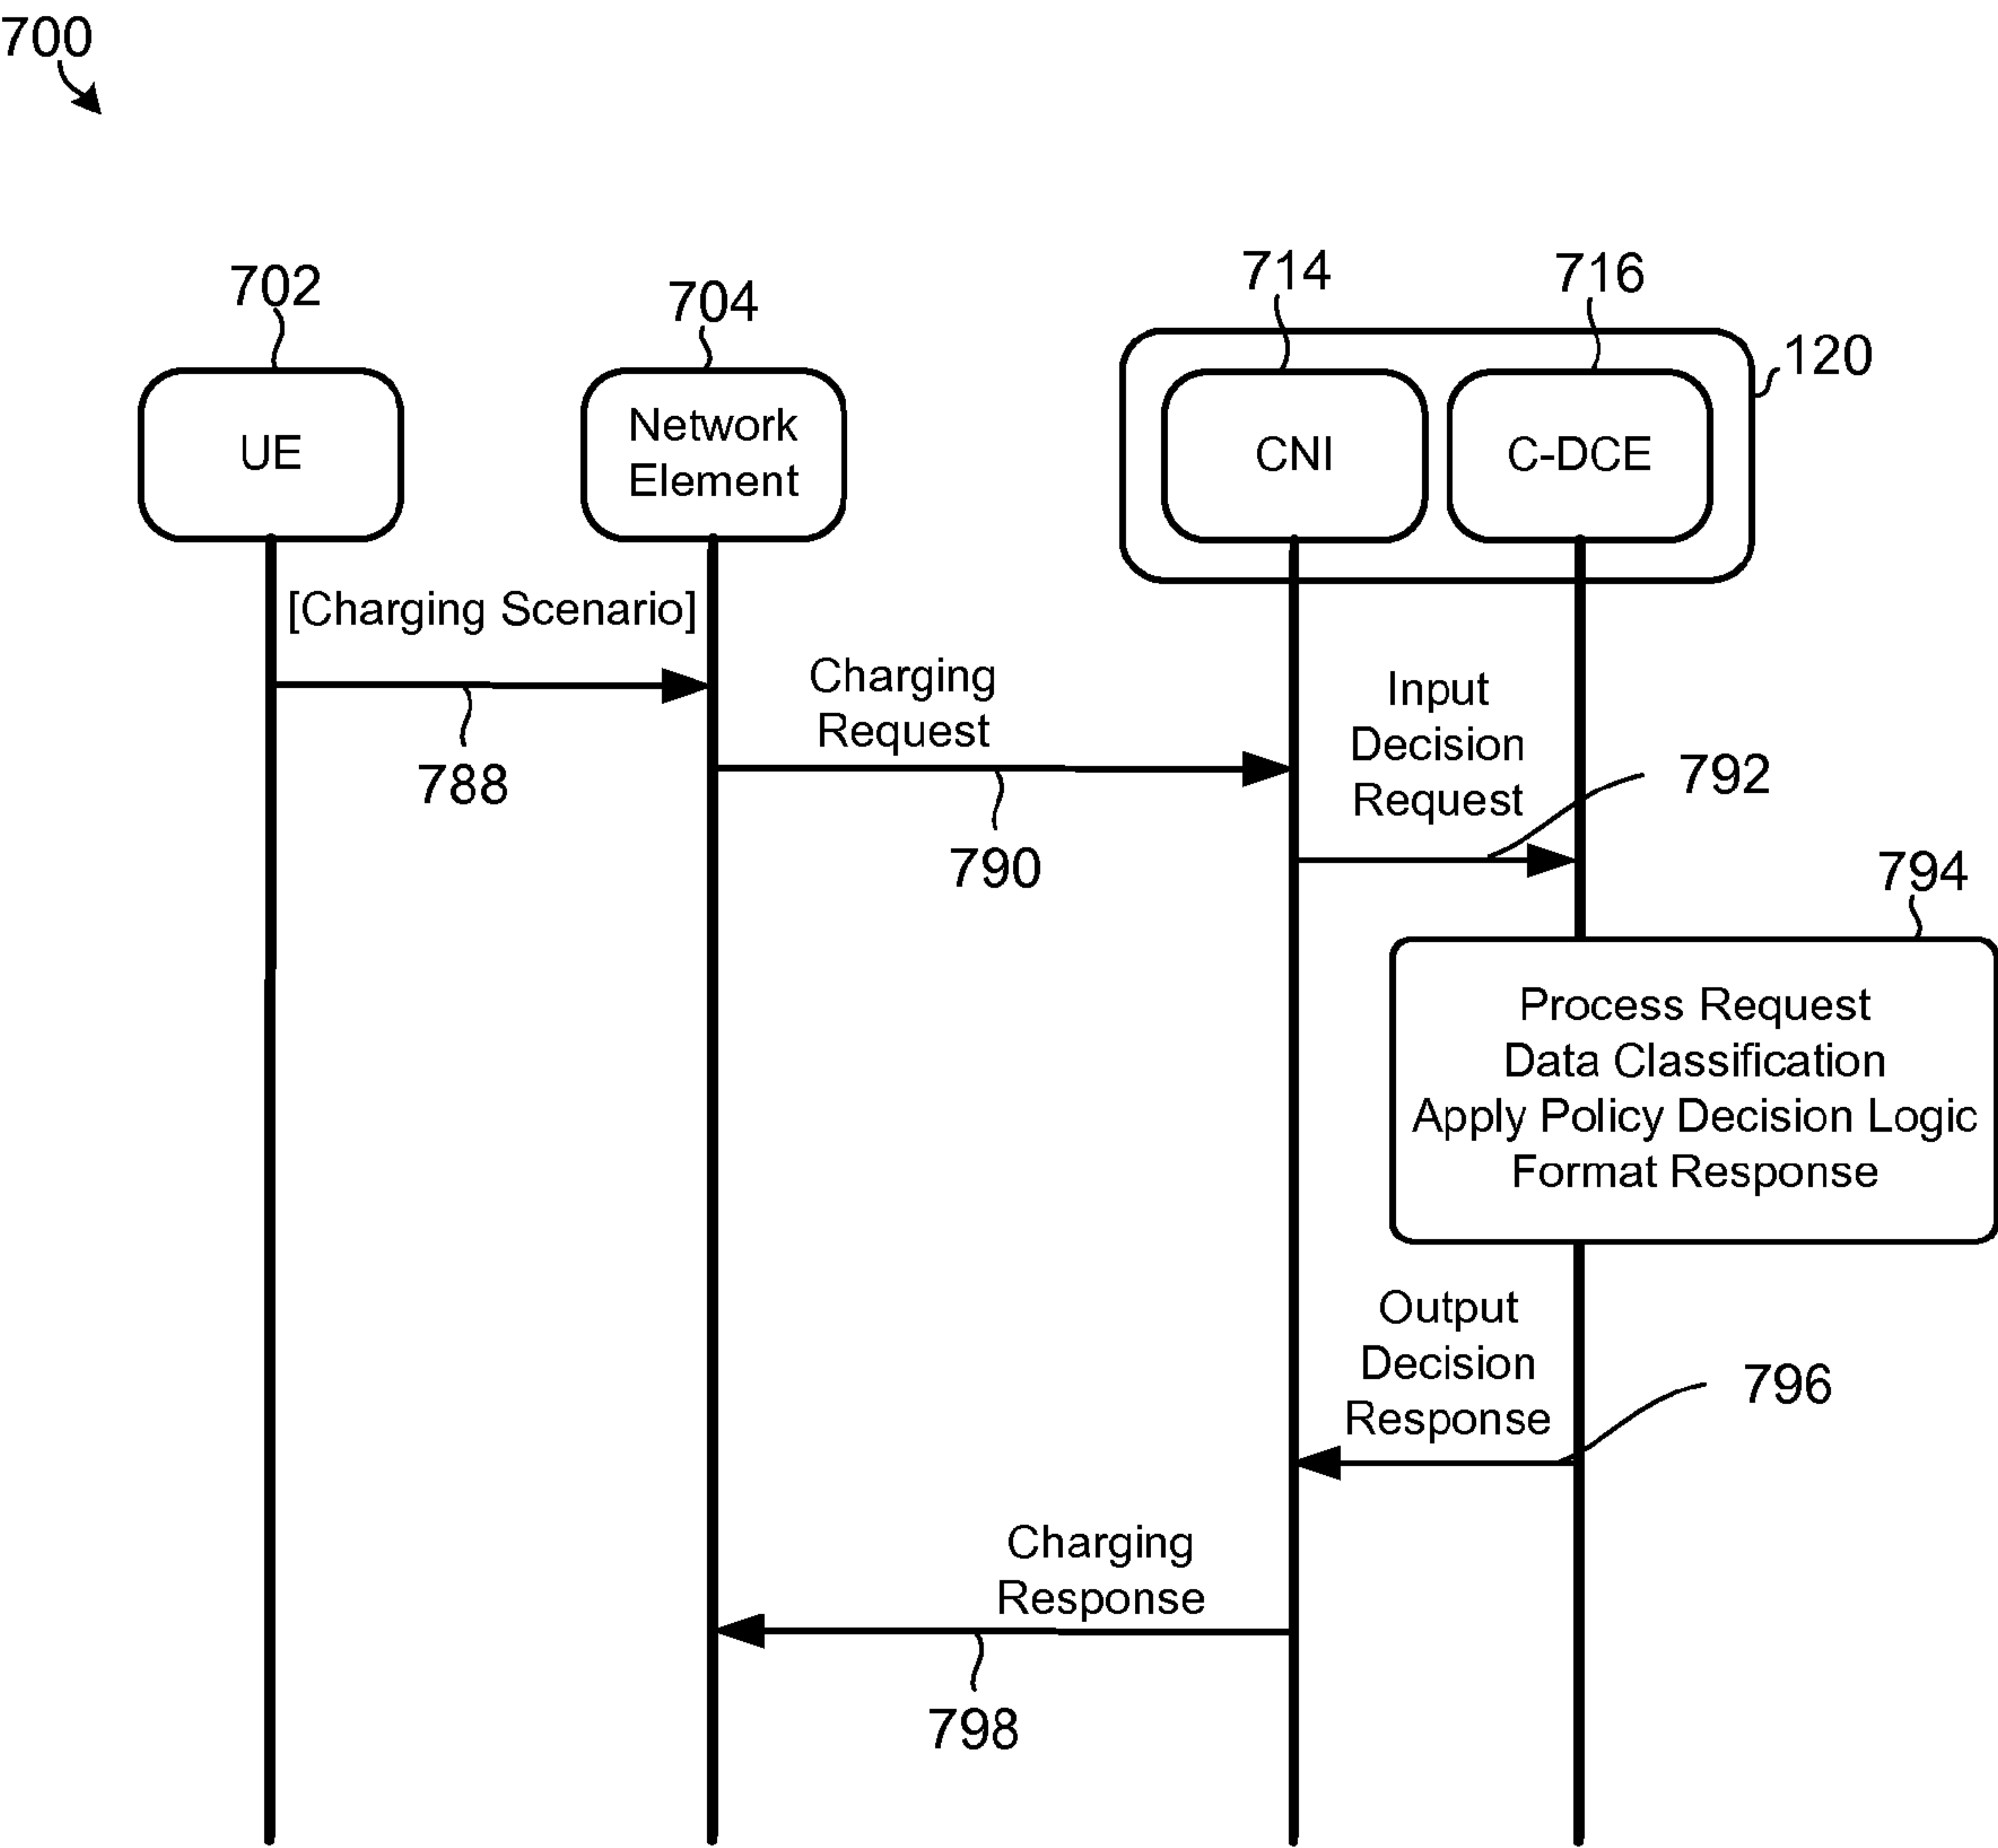 700
702
704
714
716
120
UE
Network
Element
CNI
C-DCE
[Charging Scenario]
788
Charging
Request
790
Input
Decision
Request
792
794
Process Request
Data Classification
Apply Policy Decision Logic
Format Response
Output
Decision
Response
796
Charging
Response
798